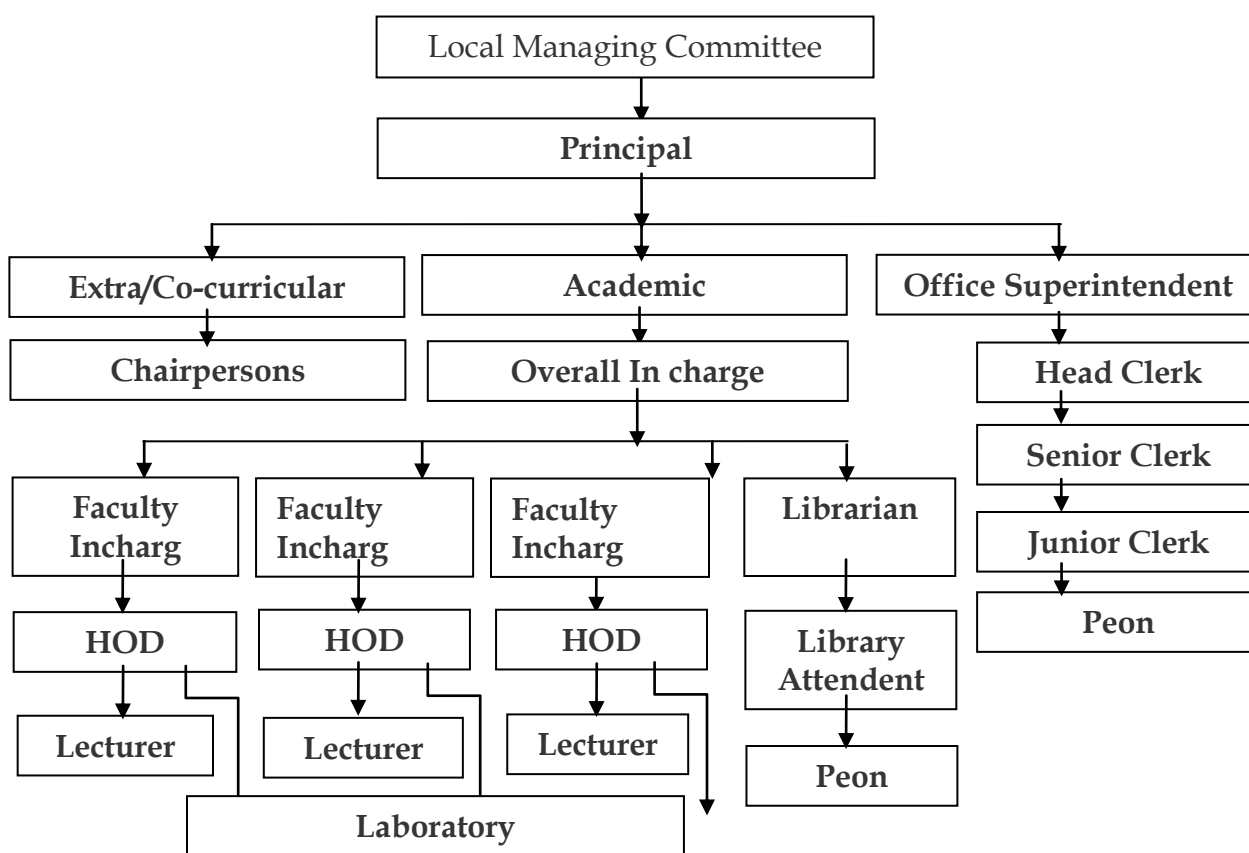 Local Managing Committee
Principal
Extra/Co-curricular
Academic
Office Superintendent
Chairpersons
Overall In charge
Head Clerk
Senior Clerk
Faculty
Incharg
Faculty
Incharg
Faculty
Incharg
Librarian
Junior Clerk
HOD
HOD
HOD
Library
Attendent
Peon
Lecturer
Lecturer
Lecturer
Peon
Laboratory